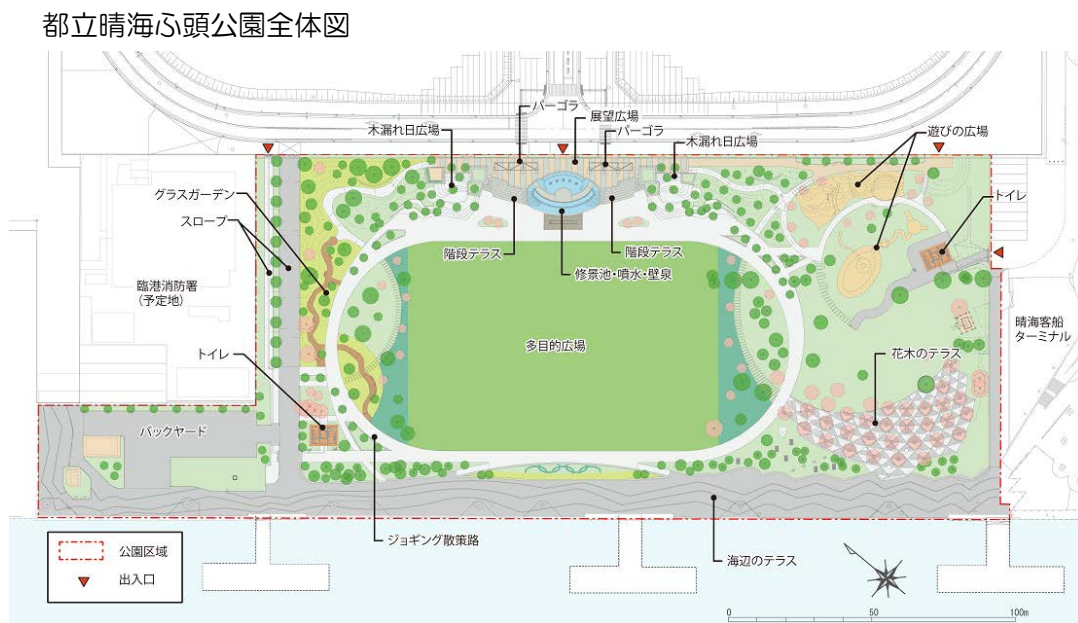 都立晴海ふ頭公園全体図
パーゴラ
展望広場
パーゴラ
木漏れ日広場
木漏れ日広場
遊びの広場
グラスガーデン
トイレ
スロープ
階段テラス
階段テラス
修景池・噴水・壁泉
臨港消防署
(予定地)
晴海客船
ターミナル
多目的広場
トイレ
花木のテラス
バックヤード
ジョギング散策路
海辺のテラス
公園区域
出入口
0 50 100m